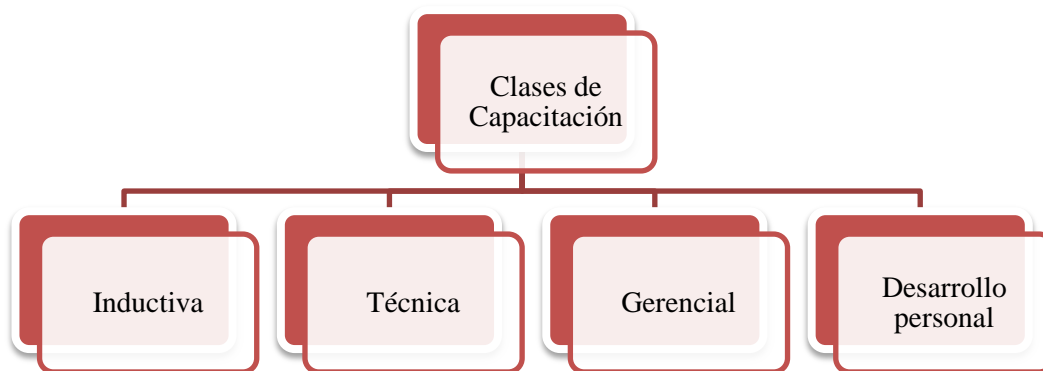 Clases de
Capacitación
Inductiva
Técnica
Gerencial
Desarrollo
personal